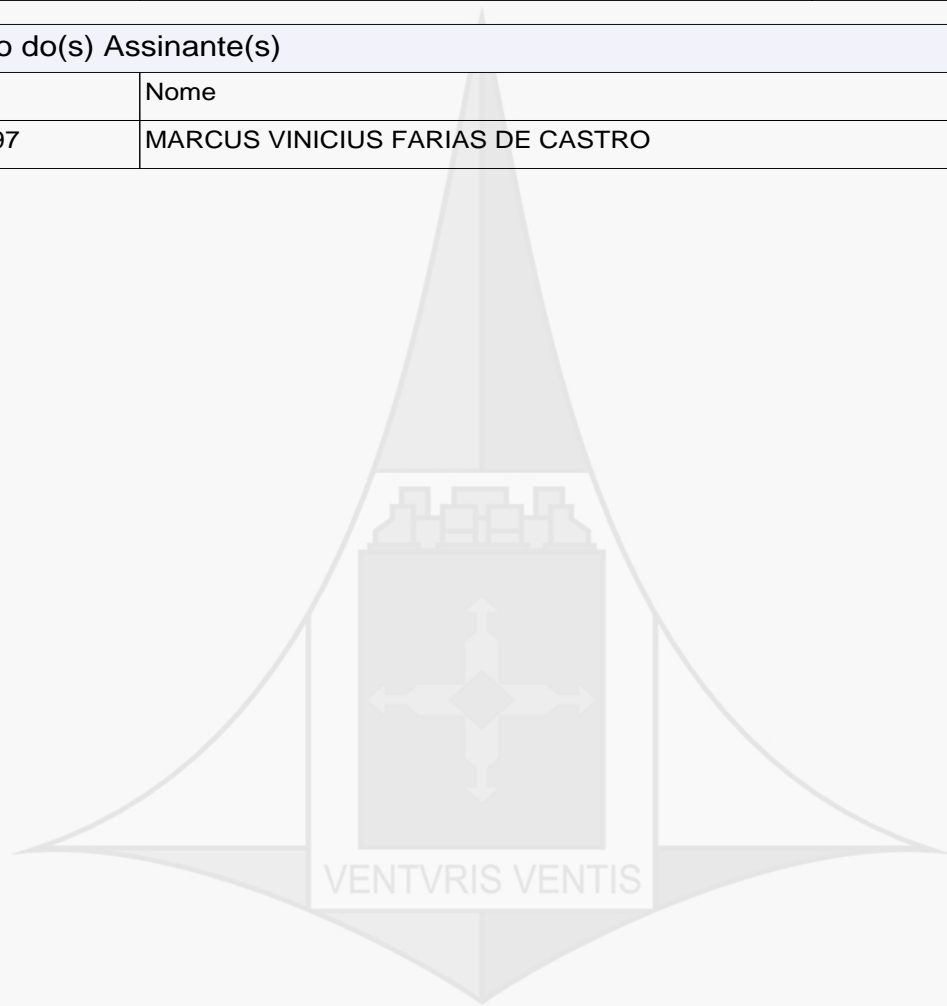 o do(s) Assinante(s)
Nome
97 MARCUS VINICIUS FARIAS DE CASTRO
VENTVRIS VENTIS